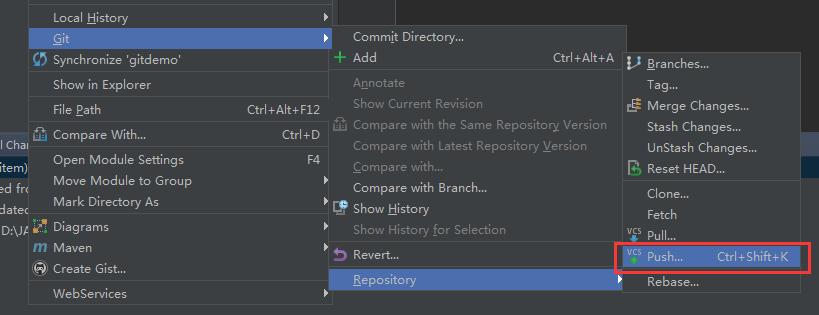 Local History
Git
Synchronize 'gitdemo'
Show in Explorer
File Path Ctrl+Alt+F12
Compare With... Ctrl+D
Open Module Settings F4
Move Module to Group
Mark Directory As
Diagrams
Maven
Create Gist...
WebServices
Commit Directory...
Add Ctrl+Alt+A
Annotate
Show Current Revision
Compare with the Same Repository Version
Compare with Latest Repository Version
Compare with...
Compare with Branch...
Show History
Show History for Selection
Revert...
Repository
Branches...
Tag...
Merge Changes...
Stash Changes...
UnStash Changes...
Reset HEAD...
Clone...
Fetch
VCS Pull...
VCS Push... Ctrl+Shift+K
Rebase...
l Chan
item)
ed fro
dated
D:\JA